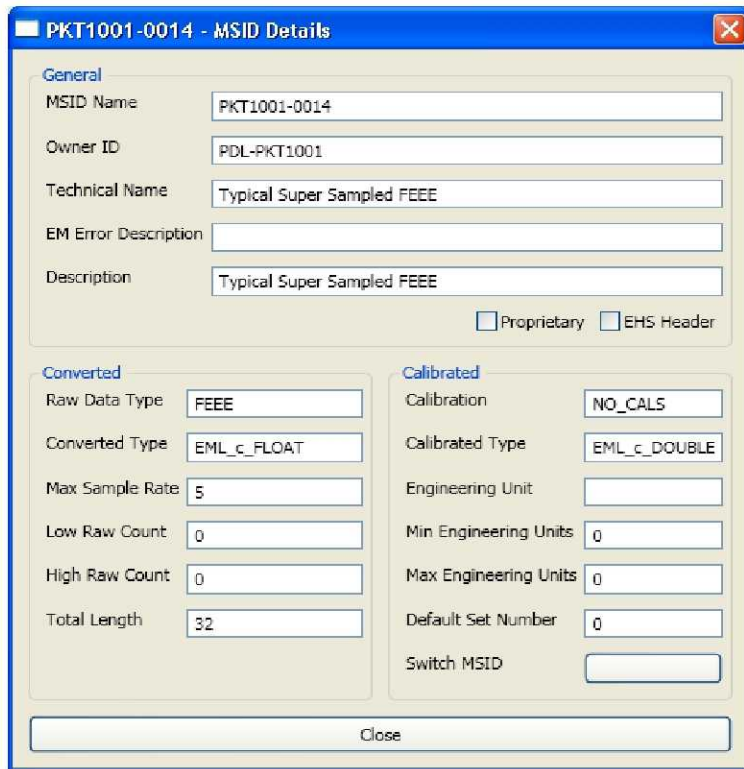 PKT1001-0014 - MSID Details
General
MSID Name PKT1001-0014
Owner ID PDL-PKT1001
Technical Name Typical Super Sampled FEEE
EM Error Description
Description Typical Super Sampled FEEE
Proprietary EHS Header
Converted
Raw Data Type FEEE
Converted Type EML_c_FLOAT
Max Sample Rate 5
Low Raw Count 0
High Raw Count 0
Total Length 32
Calibrated
Calibration NO_CALS
Calibrated Type EML_c_DOUBLE
Engineering Unit
Min Engineering Units 0
Max Engineering Units 0
Default Set Number 0
Switch MSID
Close